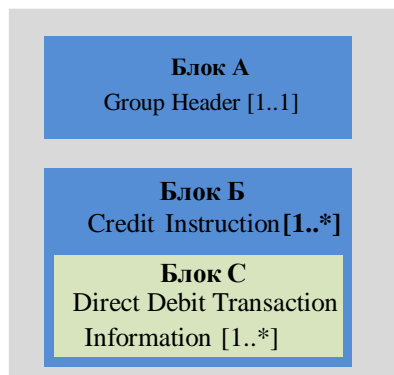 Блок А
Group Header [1..1]
Блок Б
Credit Instruction[1..*]
Блок С
Direct Debit Transaction
Information [1..*]